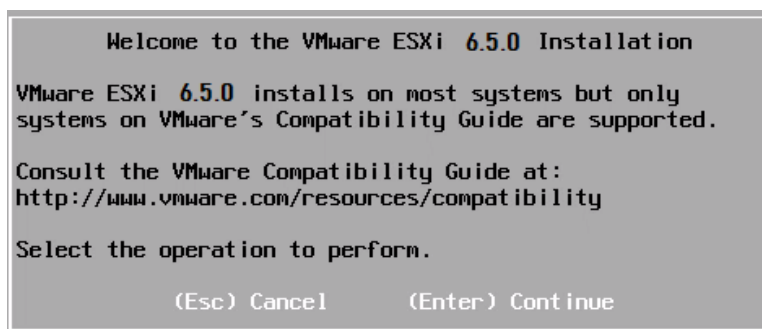 Welcome to the VMware ESXi 6.5.0 Installation
VMware ESXi 6.5.0 installs on most systems but only
systems on VMware's Compatibility Guide are supported.
Consult the VMware Compatibility Guide at:
http://www.vmware.com/resources/compatibility
Select the operation to perform.
(Esc) Cancel (Enter) Continue